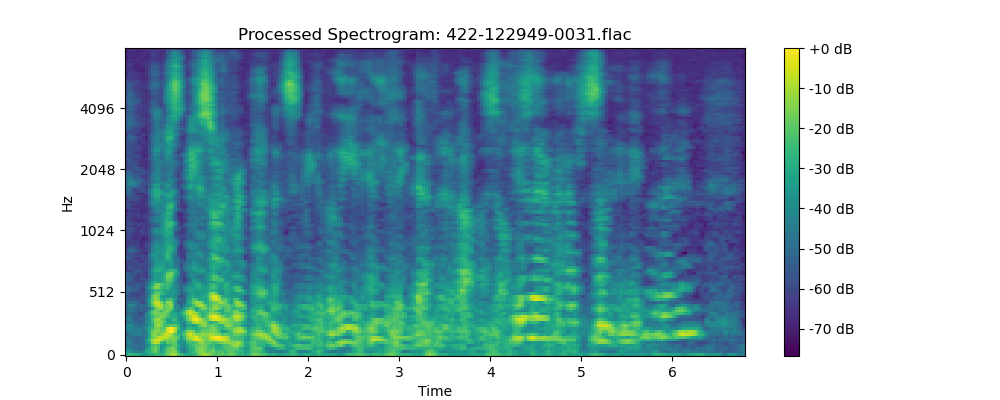 Processed Spectrogram: 422-122949-0031.flac
Hz
4096
2048
1024
512
0
0 1 2 3 4 5 6
Time
+0 dB
-10 dB
-20 dB
-30 dB
-40 dB
-50 dB
-60 dB
-70 dB